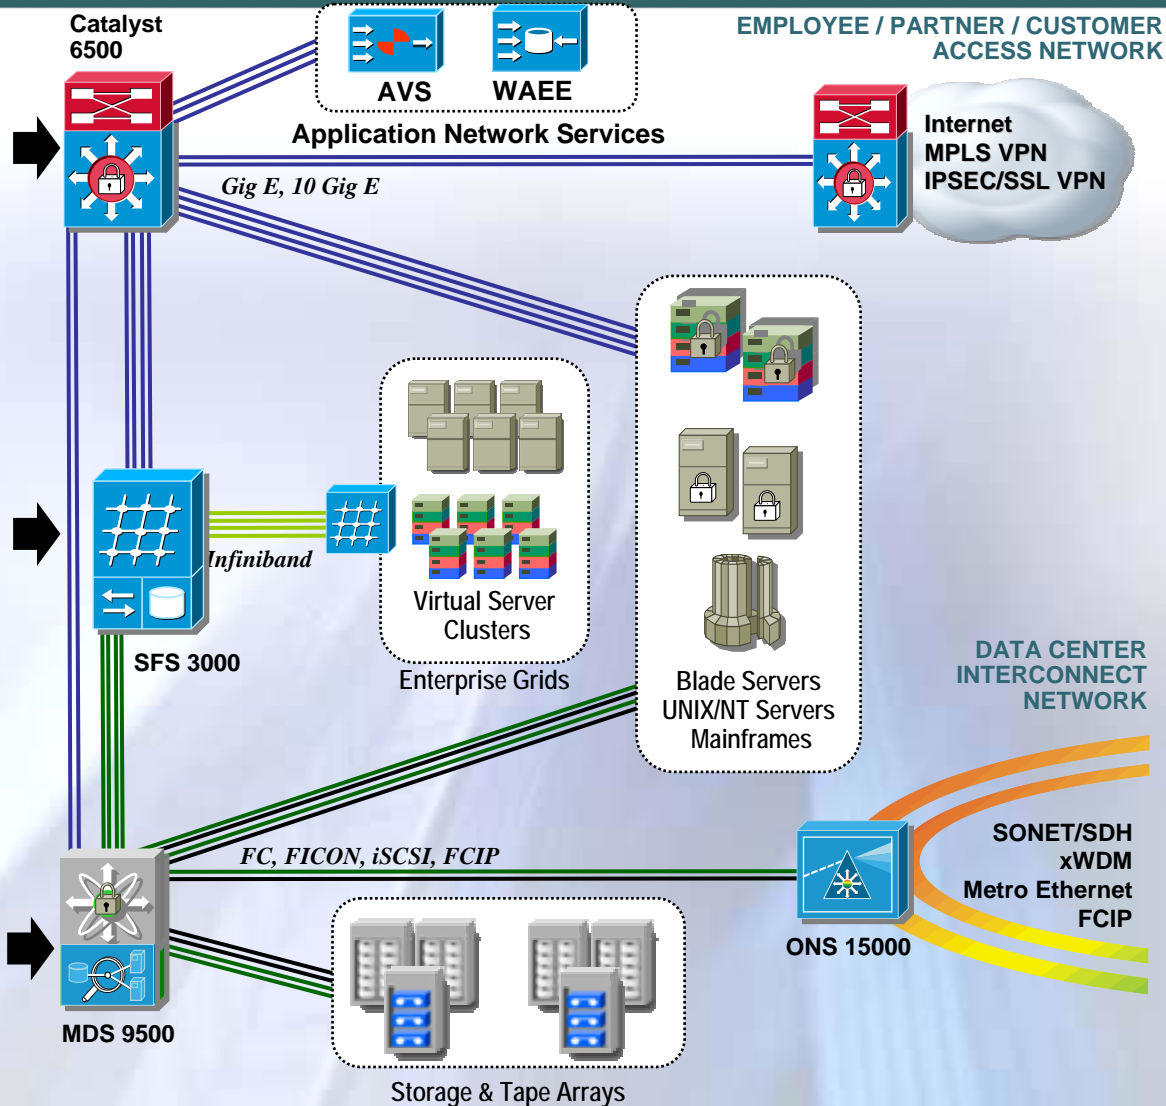 Catalyst
6500
EMPLOYEE / PARTNER / CUSTOMER
ACCESS NETWORK
AVS
WAEE
Application Network Services
Internet
MPLS VPN
IPSEC/SSL VPN
Gig E, 10 Gig E
Infiniband
Virtual Server
Clusters
Enterprise Grids
SFS 3000
Blade Servers
UNIX/NT Servers
Mainframes
DATA CENTER
INTERCONNECT
NETWORK
FC, FICON, iSCSI, FCIP
SONET/SDH
xWDM
Metro Ethernet
FCIP
ONS 15000
MDS 9500
Storage & Tape Arrays